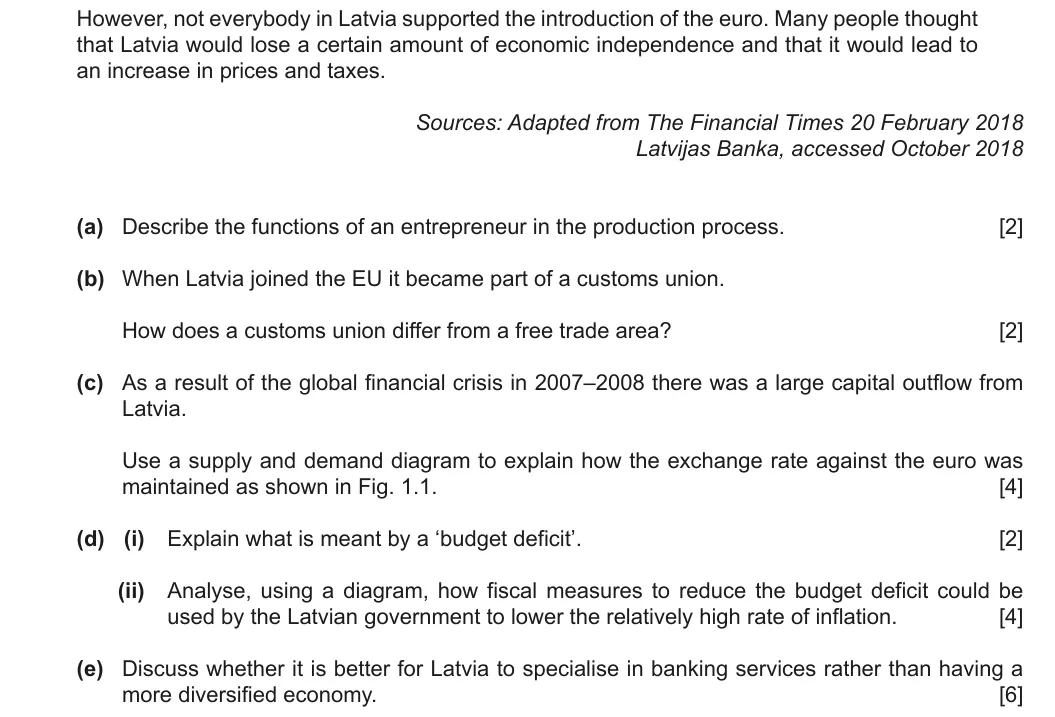 However, not everybody in Latvia supported the introduction of the euro. Many people thought
that Latvia would lose a certain amount of economic independence and that it would lead to
an increase in prices and taxes.
Sources: Adapted from The Financial Times 20 February 2018
Latvijas Banka, accessed October 2018
(a) Describe the functions of an entrepreneur in the production process. [2]
(b) When Latvia joined the EU it became part of a customs union.
How does a customs union differ from a free trade area? [2]
(c) As a result of the global financial crisis in 2007–2008 there was a large capital outflow from
Latvia.
Use a supply and demand diagram to explain how the exchange rate against the euro was
maintained as shown in Fig. 1.1. [4]
(d) (i) Explain what is meant by a ‘budget deficit’. [2]
(ii) Analyse, using a diagram, how fiscal measures to reduce the budget deficit could be
used by the Latvian government to lower the relatively high rate of inflation. [4]
(e) Discuss whether it is better for Latvia to specialise in banking services rather than having a
more diversified economy. [6]